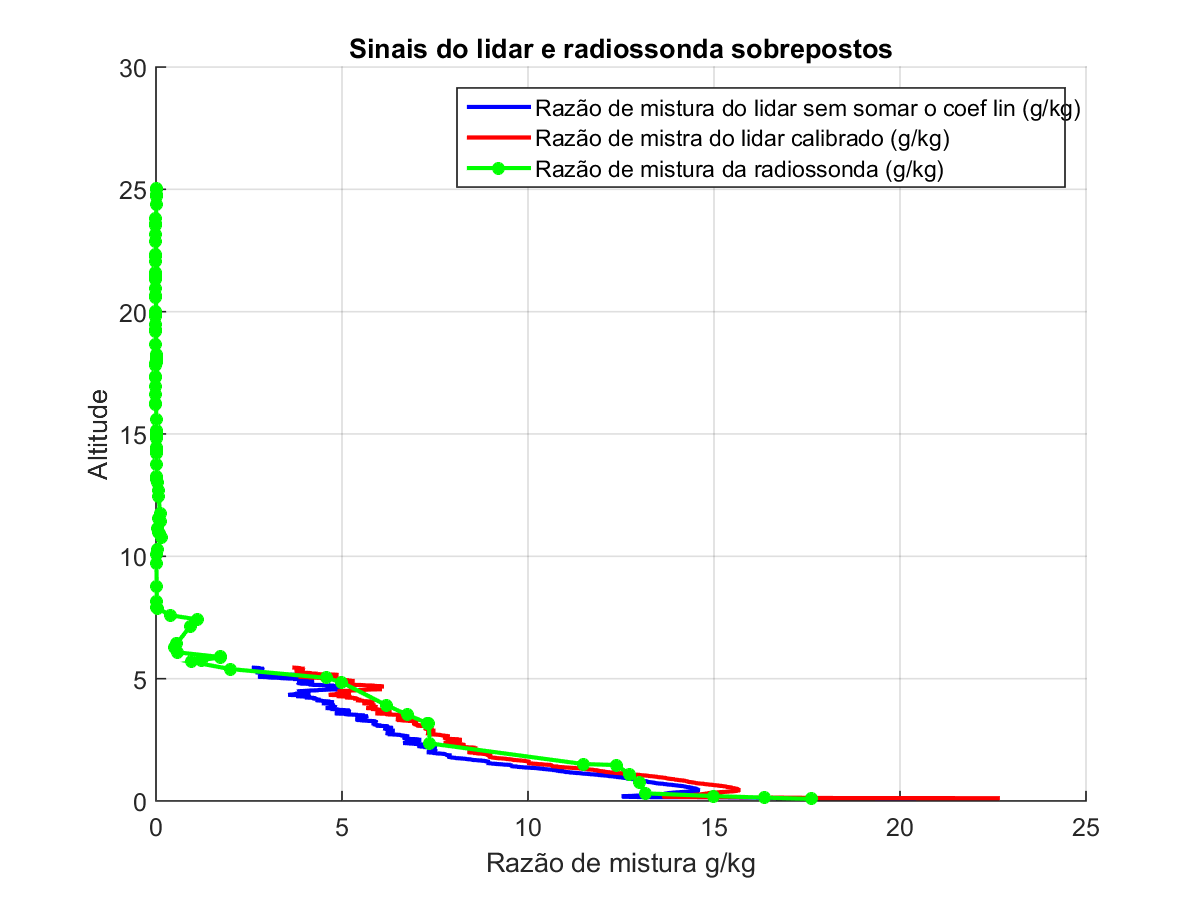 Sinais do lidar e radiossonda sobrepostos
30
25
20
15
10
5
0
Altitude
Razão de mistura do lidar sem somar o coef lin (g/kg)
Razão de mistra do lidar calibrado (g/kg)
Razão de mistura da radiossonda (g/kg)
0 5 10 15 20 25
Razão de mistura g/kg